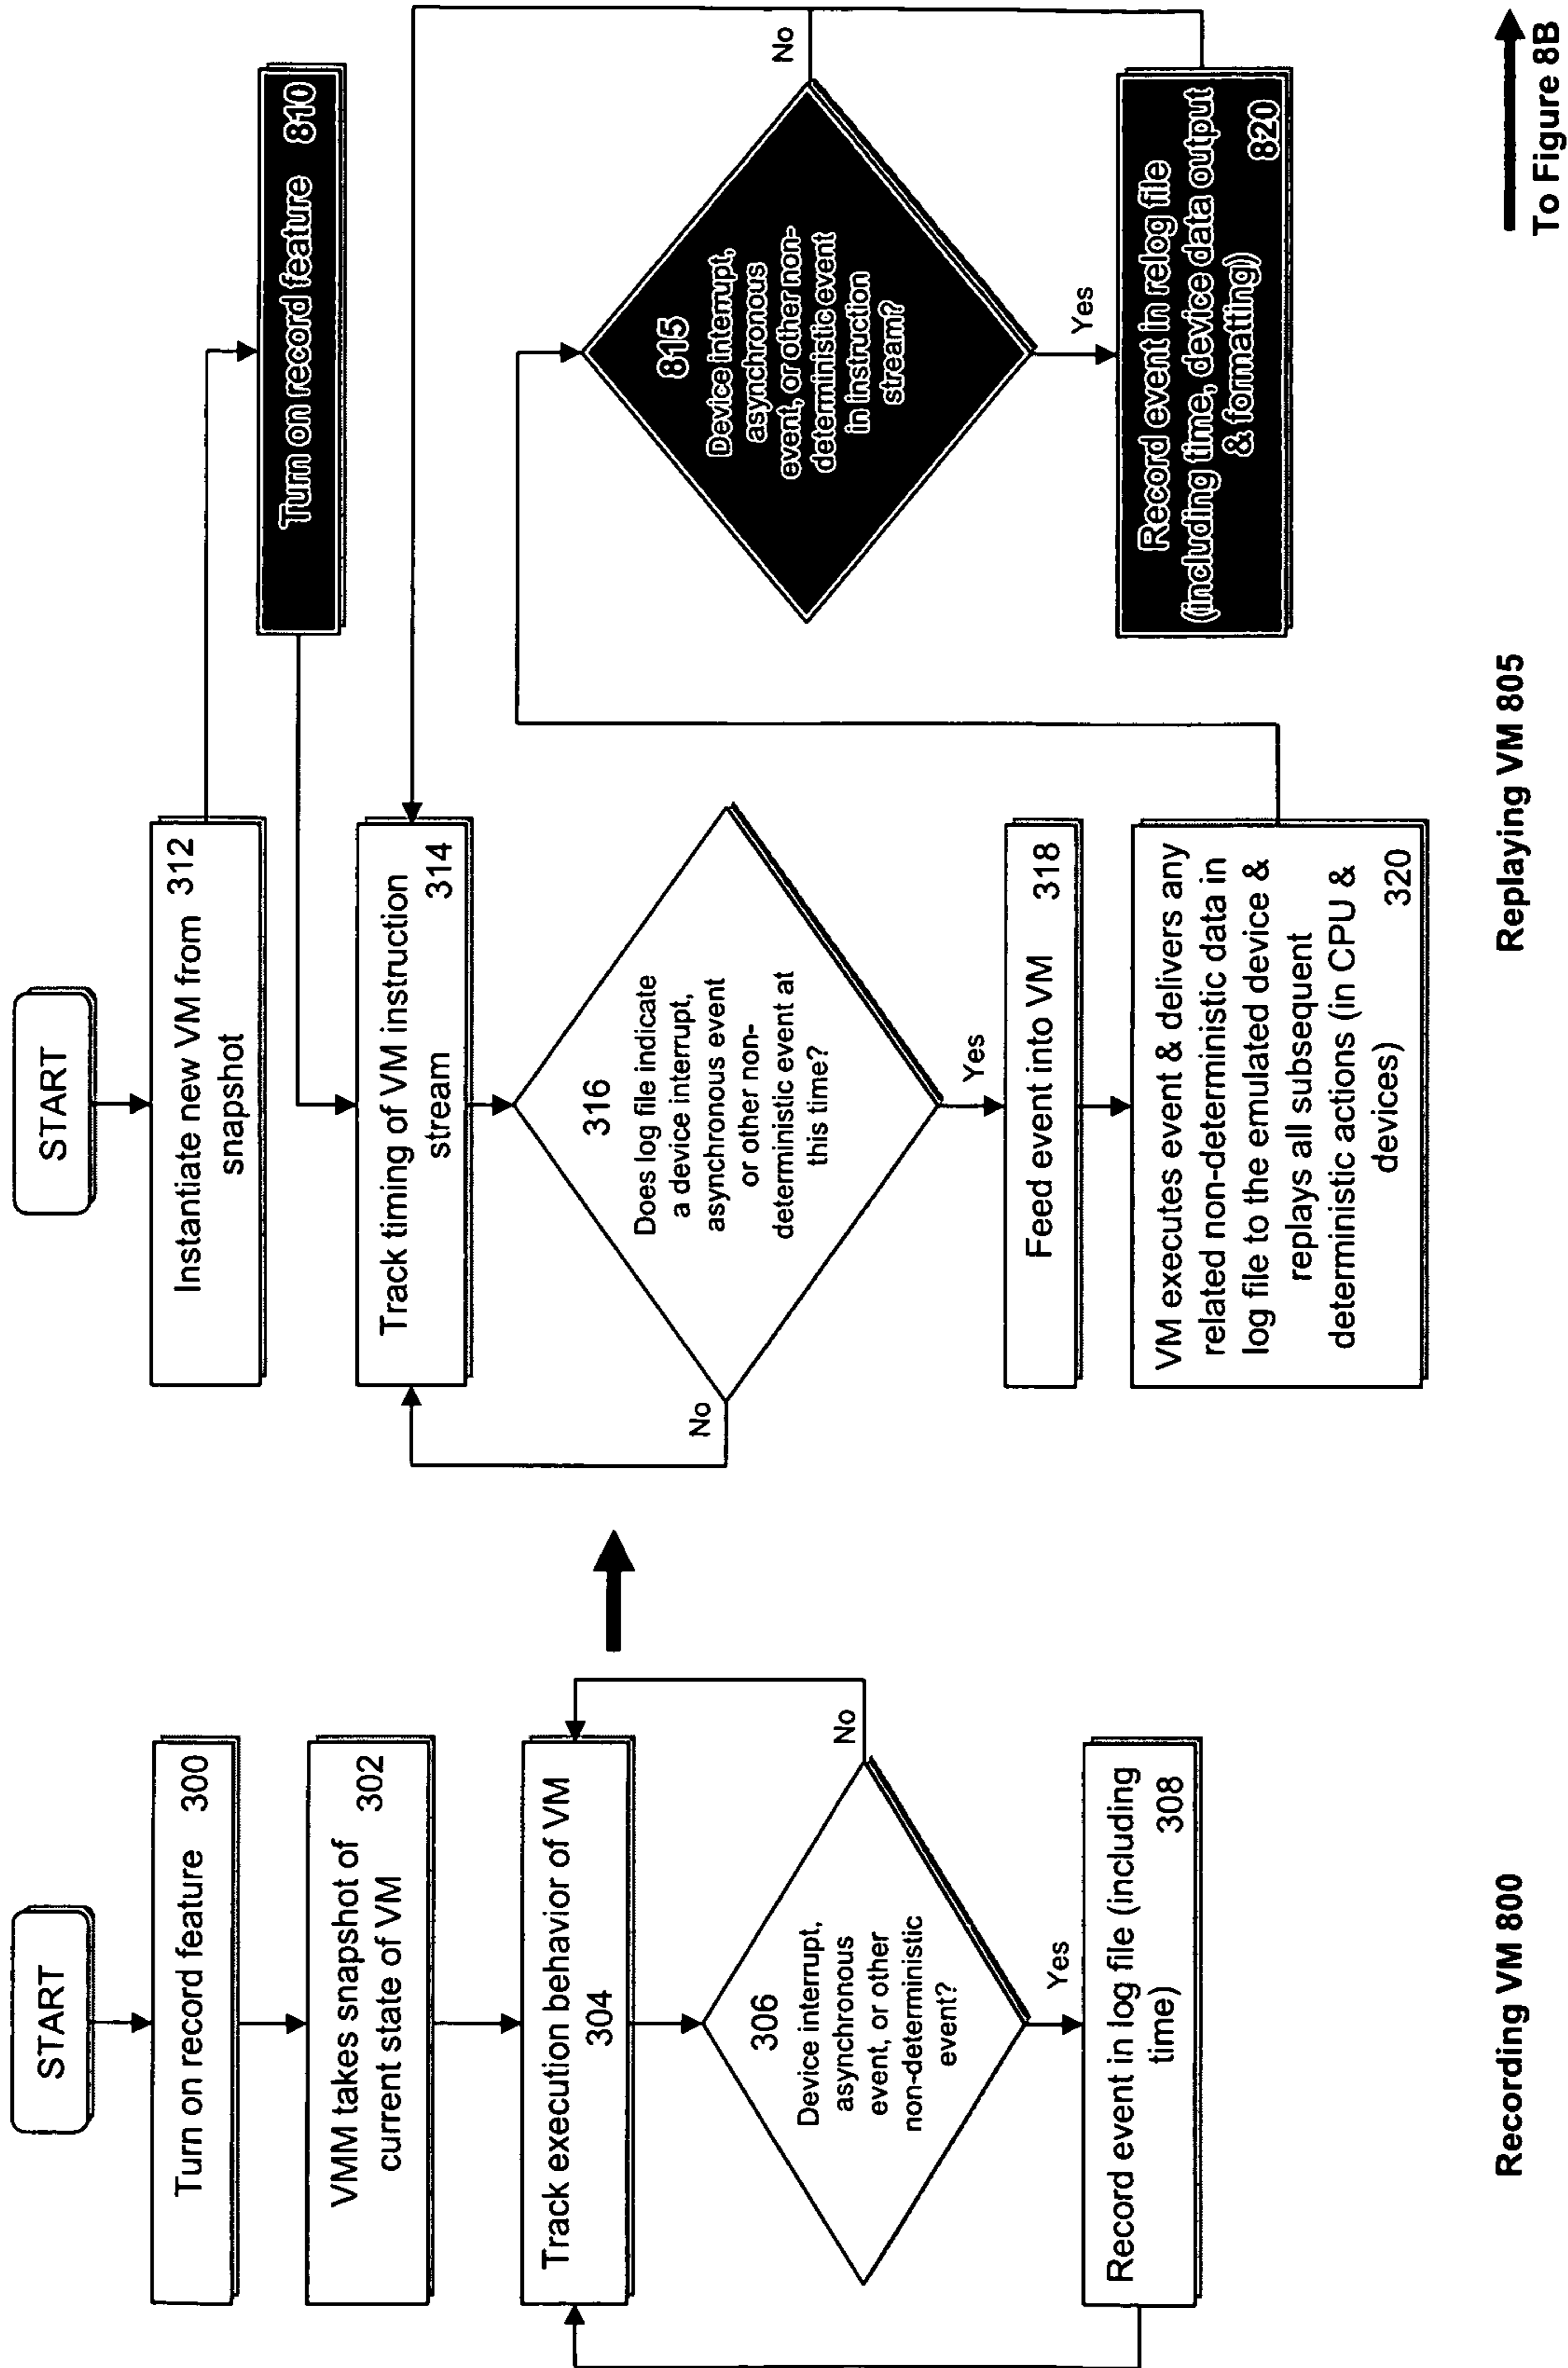 START
Turn on record feature 300
VMM takes snapshot of 302
current state of VM
Track execution behavior of VM
304
306
Device interrupt,
asynchronous
event, or other
non-deterministic
event?
No
Yes
Record event in log file (including
time) 308
Recording VM 800
START
Instantiate new VM from 312
snapshot
Turn on record feature 810
Track timing of VM instruction
stream 314
316
Does log file indicate
a device interrupt,
asynchronous event
or other non-
deterministic event at
this time?
No
Yes
Feed event into VM 318
VM executes event & delivers any
related non-deterministic data in
log file to the emulated device &
replays all subsequent
deterministic actions (in CPU &
devices) 320
815
Device interrupt,
asynchronous
event, or other non-
deterministic event
in instruction
stream?
No
Yes
Record event in relog file
(including time, device data output
& formatting) 820
Replaying VM 805
To Figure 8B